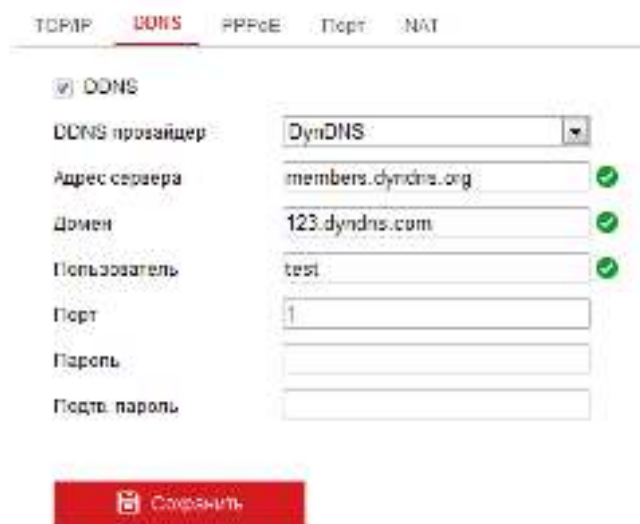 TCP/IP DDNS PPPoE Порт NAT
DDNS
DDNS провайдер DynDNS
Адрес сервера members.dyndns.org
Домен 123.dyndns.com
Пользователь test
Порт 1
Пароль
Подтв. пароль
Сохранить